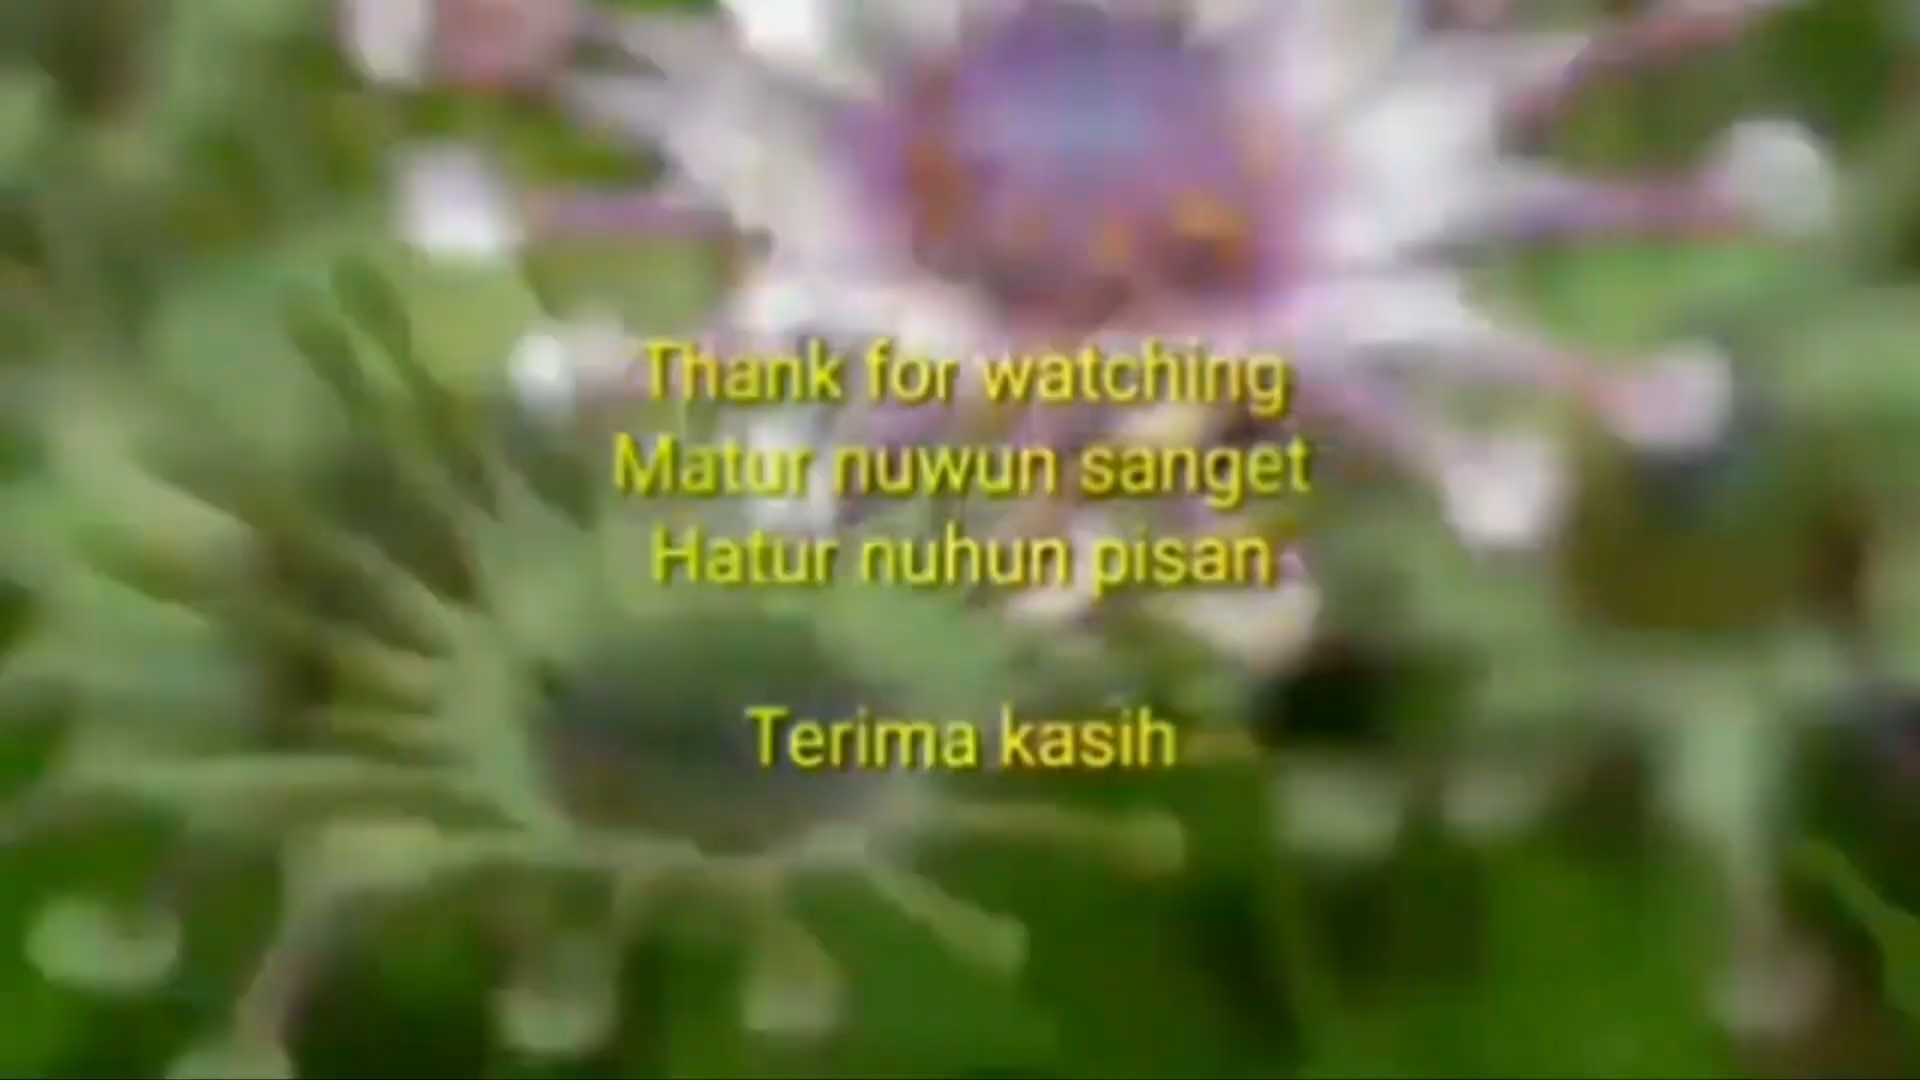 Thank for watching
Matur nuwun sanget
Hatur nuhun pisan
Terima kasih